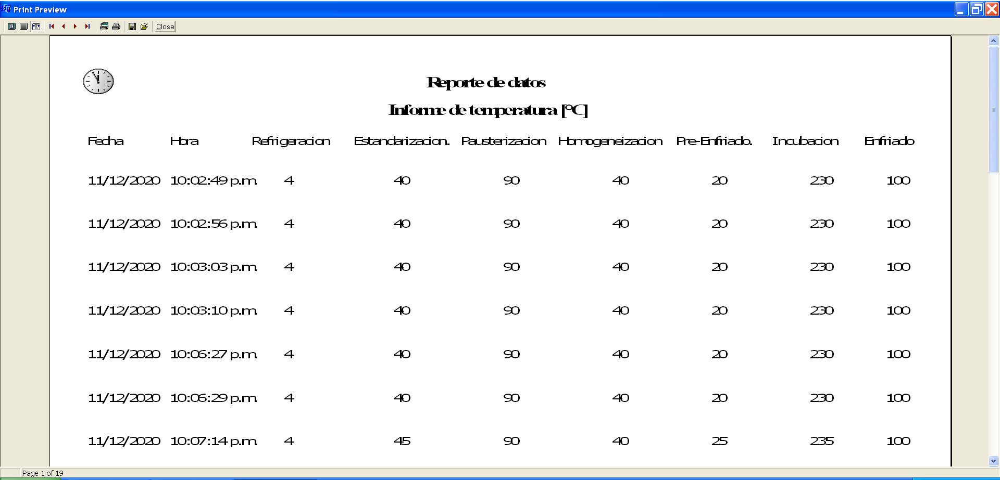 Print Preview
Close
Reporte de datos
Informe de temperatura [°C]
Fecha Hora Refrigeracion Estandarizacion. Pausterizacion Homogeneizacion Pre-Enfriado. Incubacion Enfriado
11/12/2020 10:02:49 p.m. 4 40 90 40 20 230 100
11/12/2020 10:02:56 p.m. 4 40 90 40 20 230 100
11/12/2020 10:03:03 p.m. 4 40 90 40 20 230 100
11/12/2020 10:03:10 p.m. 4 40 90 40 20 230 100
11/12/2020 10:06:27 p.m. 4 40 90 40 20 230 100
11/12/2020 10:06:29 p.m. 4 40 90 40 20 230 100
11/12/2020 10:07:14 p.m. 4 45 90 40 25 235 100
Page 1 of 19